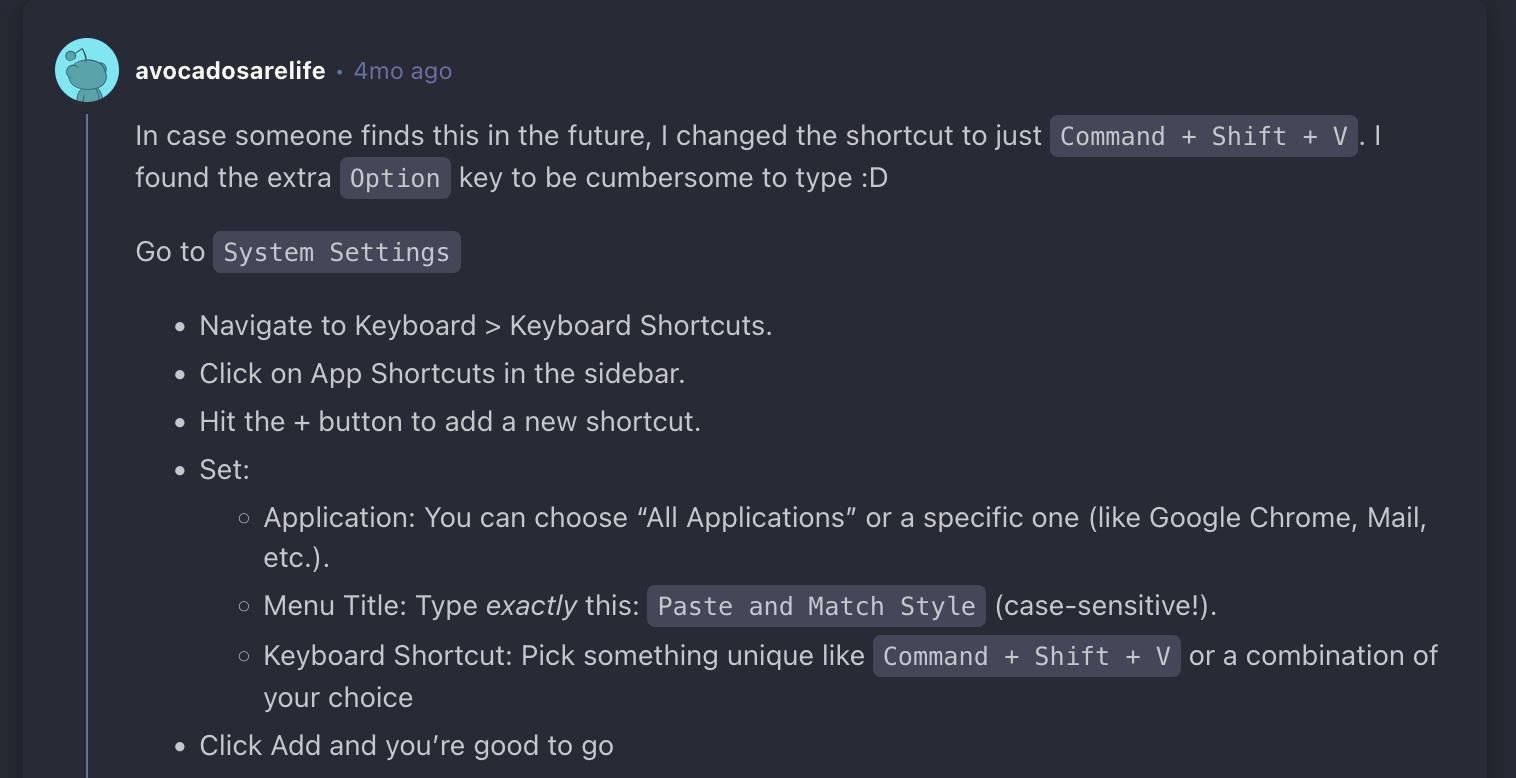 avocadosarelife • 4mo ago
In case someone finds this in the future, I changed the shortcut to just Command + Shift + V. I
found the extra Option key to be cumbersome to type :D
Go to System Settings
• Navigate to Keyboard > Keyboard Shortcuts.
• Click on App Shortcuts in the sidebar.
• Hit the + button to add a new shortcut.
• Set:
○ Application: You can choose “All Applications” or a specific one (like Google Chrome, Mail,
etc.).
○ Menu Title: Type exactly this: Paste and Match Style (case-sensitive!).
○ Keyboard Shortcut: Pick something unique like Command + Shift + V or a combination of
your choice
• Click Add and you’re good to go